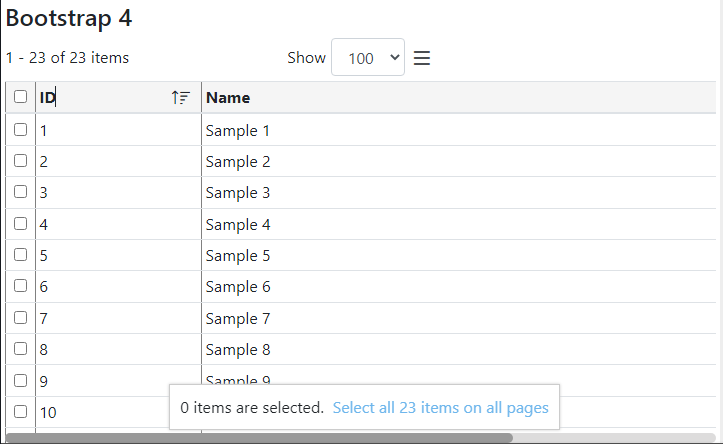 Bootstrap 4
1 - 23 of 23 items Show 100
ID Name
1 Sample 1
2 Sample 2
3 Sample 3
4 Sample 4
5 Sample 5
6 Sample 6
7 Sample 7
8 Sample 8
9 Sample 9
10
0 items are selected. Select all 23 items on all pages